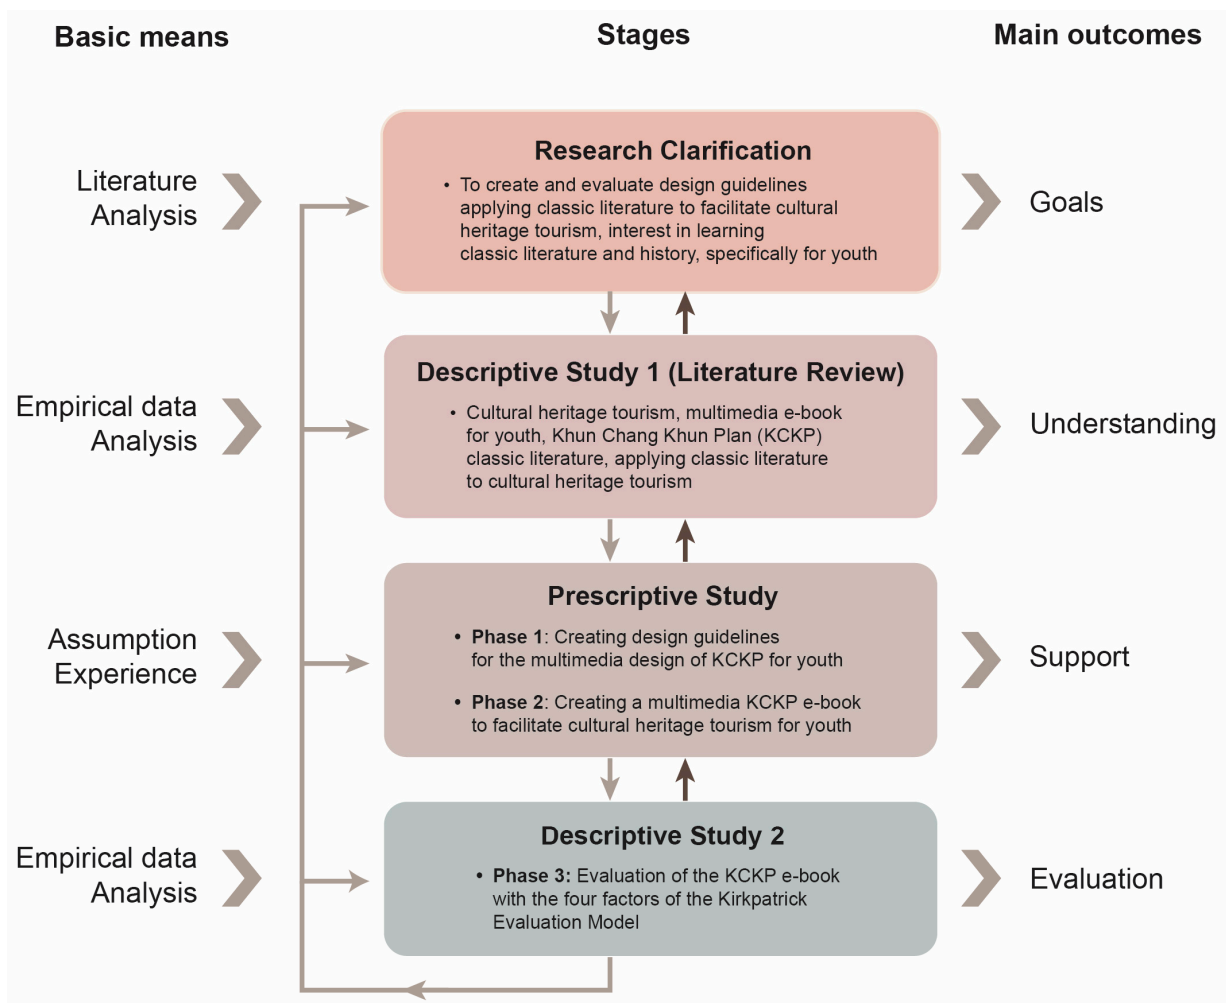 Basic means
Stages
Main outcomes
Literature
Analysis
Research Clarification
• To create and evaluate design guidelines
applying classic literature to facilitate cultural
heritage tourism, interest in learning
classic literature and history, specifically for youth
Goals
Empirical data
Analysis
Descriptive Study 1 (Literature Review)
• Cultural heritage tourism, multimedia e-book
for youth, Khun Chang Khun Plan (KCKP)
classic literature, applying classic literature
to cultural heritage tourism
Understanding
Assumption
Experience
Prescriptive Study
• Phase 1: Creating design guidelines
for the multimedia design of KCKP for youth
• Phase 2: Creating a multimedia KCKP e-book
to facilitate cultural heritage tourism for youth
Support
Empirical data
Analysis
Descriptive Study 2
• Phase 3: Evaluation of the KCKP e-book
with the four factors of the Kirkpatrick
Evaluation Model
Evaluation